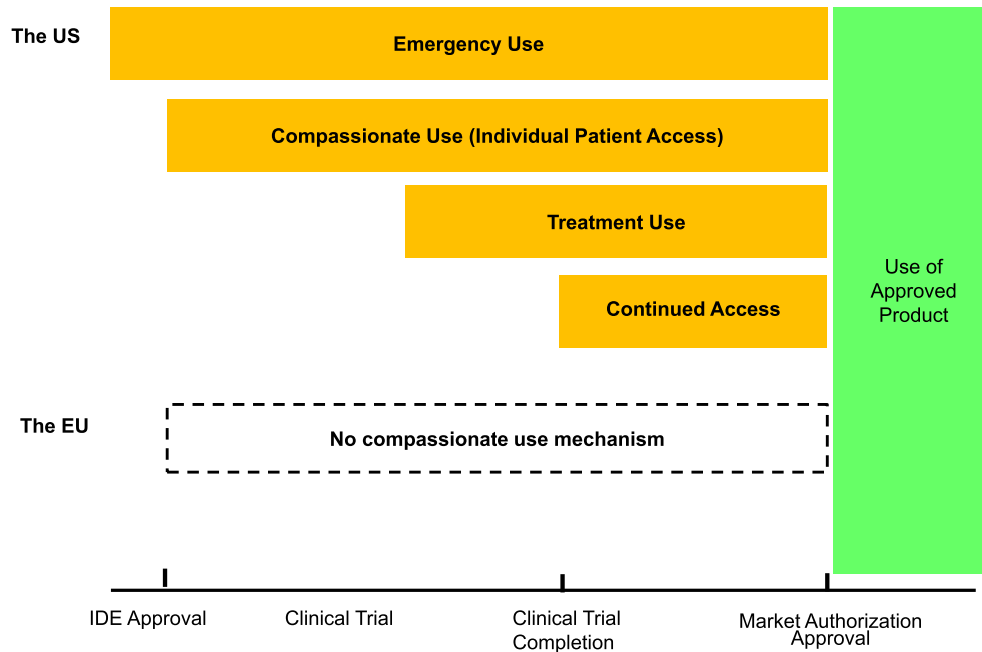 The US
Emergency Use
Compassionate Use (Individual Patient Access)
Treatment Use
Use of
Approved
Product
Continued Access
The EU
No compassionate use mechanism
IDE Approval
Clinical Trial
Clinical Trial
Completion
Market Authorization
Approval